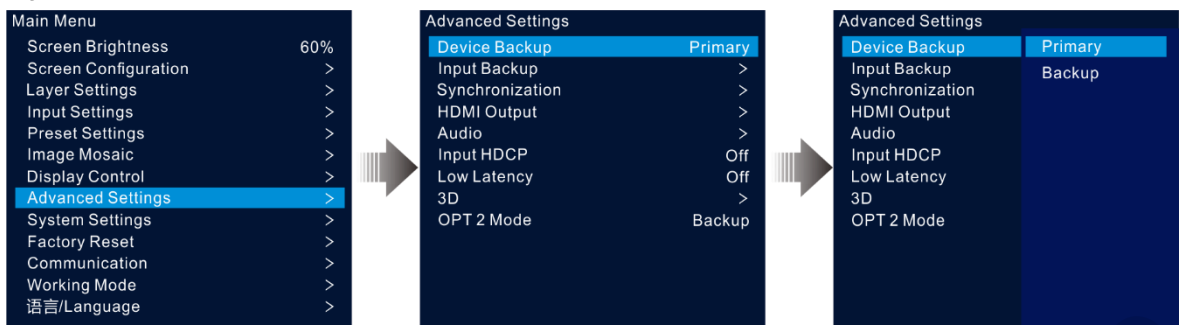 Main Menu
Screen Brightness 60%
Screen Configuration >
Layer Settings >
Input Settings >
Preset Settings >
Image Mosaic >
Display Control >
Advanced Settings >
System Settings >
Factory Reset >
Communication >
Working Mode >
语言/Language >
Advanced Settings
Device Backup Primary
Input Backup >
Synchronization >
HDMI Output >
Audio >
Input HDCP Off
Low Latency Off
3D >
OPT 2 Mode Backup
Advanced Settings
Device Backup Primary
Input Backup Backup
Synchronization
HDMI Output
Audio
Input HDCP
Low Latency
3D
OPT 2 Mode